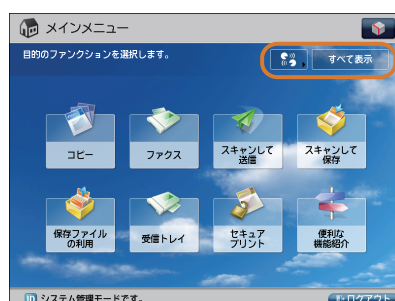 メインメニュー
目的のファンクションを選択します。
すべて表示
コピー
ファクス
スキャンして
送信
スキャンして
保存
保存ファイル
の利用
受信トレイ
セキュア
プリント
便利な
機能紹介
ID システム管理モードです。
ログアウト